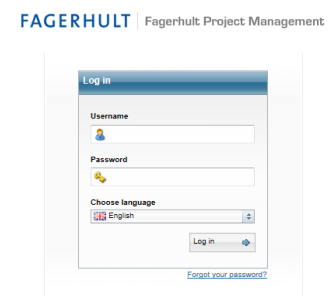 FAGERHULT Fagerhult Project Management
Log in
Username
Password
Choose language
English
Log in
Forgot your password?